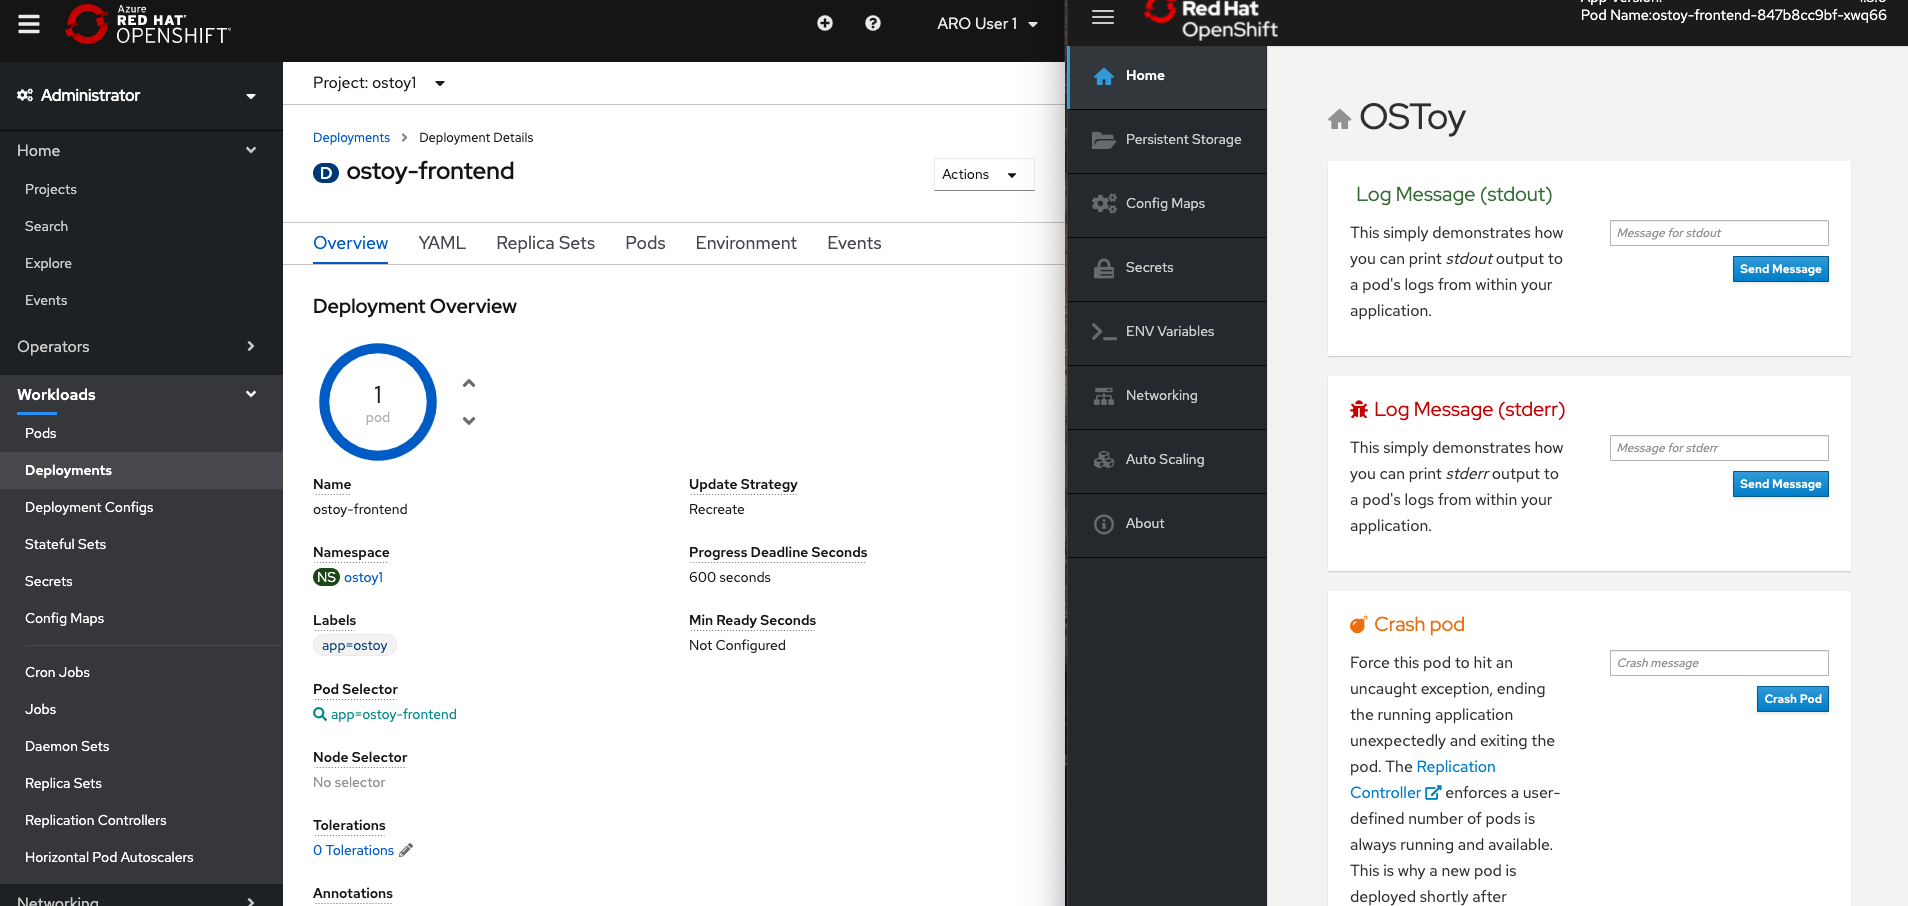 Azure
RED HAT
OPENSHIFT
ARO User 1
Administrator
Home
Projects
Search
Explore
Events
Operators
Workloads
Pods
Deployments
Deployment Configs
Stateful Sets
Secrets
Config Maps
Cron Jobs
Jobs
Daemon Sets
Replica Sets
Replication Controllers
Horizontal Pod Autoscalers
Networking
Project: ostoy1
Deployments > Deployment Details
D ostoy-frontend
Actions
Overview YAML Replica Sets Pods Environment Events
Deployment Overview
1
pod
Name
ostoy-frontend
Namespace
NS ostoy1
Labels
app=ostoy
Pod Selector
app=ostoy-frontend
Node Selector
No selector
Tolerations
0 Tolerations
Annotations
Update Strategy
Recreate
Progress Deadline Seconds
600 seconds
Min Ready Seconds
Not Configured
Red Hat
OpenShift
Pod Name:ostoy-frontend-847b8cc9bf-xwq66
Home
Persistent Storage
Config Maps
Secrets
ENV Variables
Networking
Auto Scaling
About
OSToy
Log Message (stdout)
This simply demonstrates how
you can print stdout output to
a pod's logs from within your
application.
Message for stdout
Send Message
Log Message (stderr)
This simply demonstrates how
you can print stderr output to
a pod's logs from within your
application.
Message for stderr
Send Message
Crash pod
Force this pod to hit an
uncaught exception, ending
the running application
unexpectedly and exiting the
pod. The Replication
Controller enforces a user-
defined number of pods is
always running and available.
This is why a new pod is
deployed shortly after
Crash message
Crash Pod